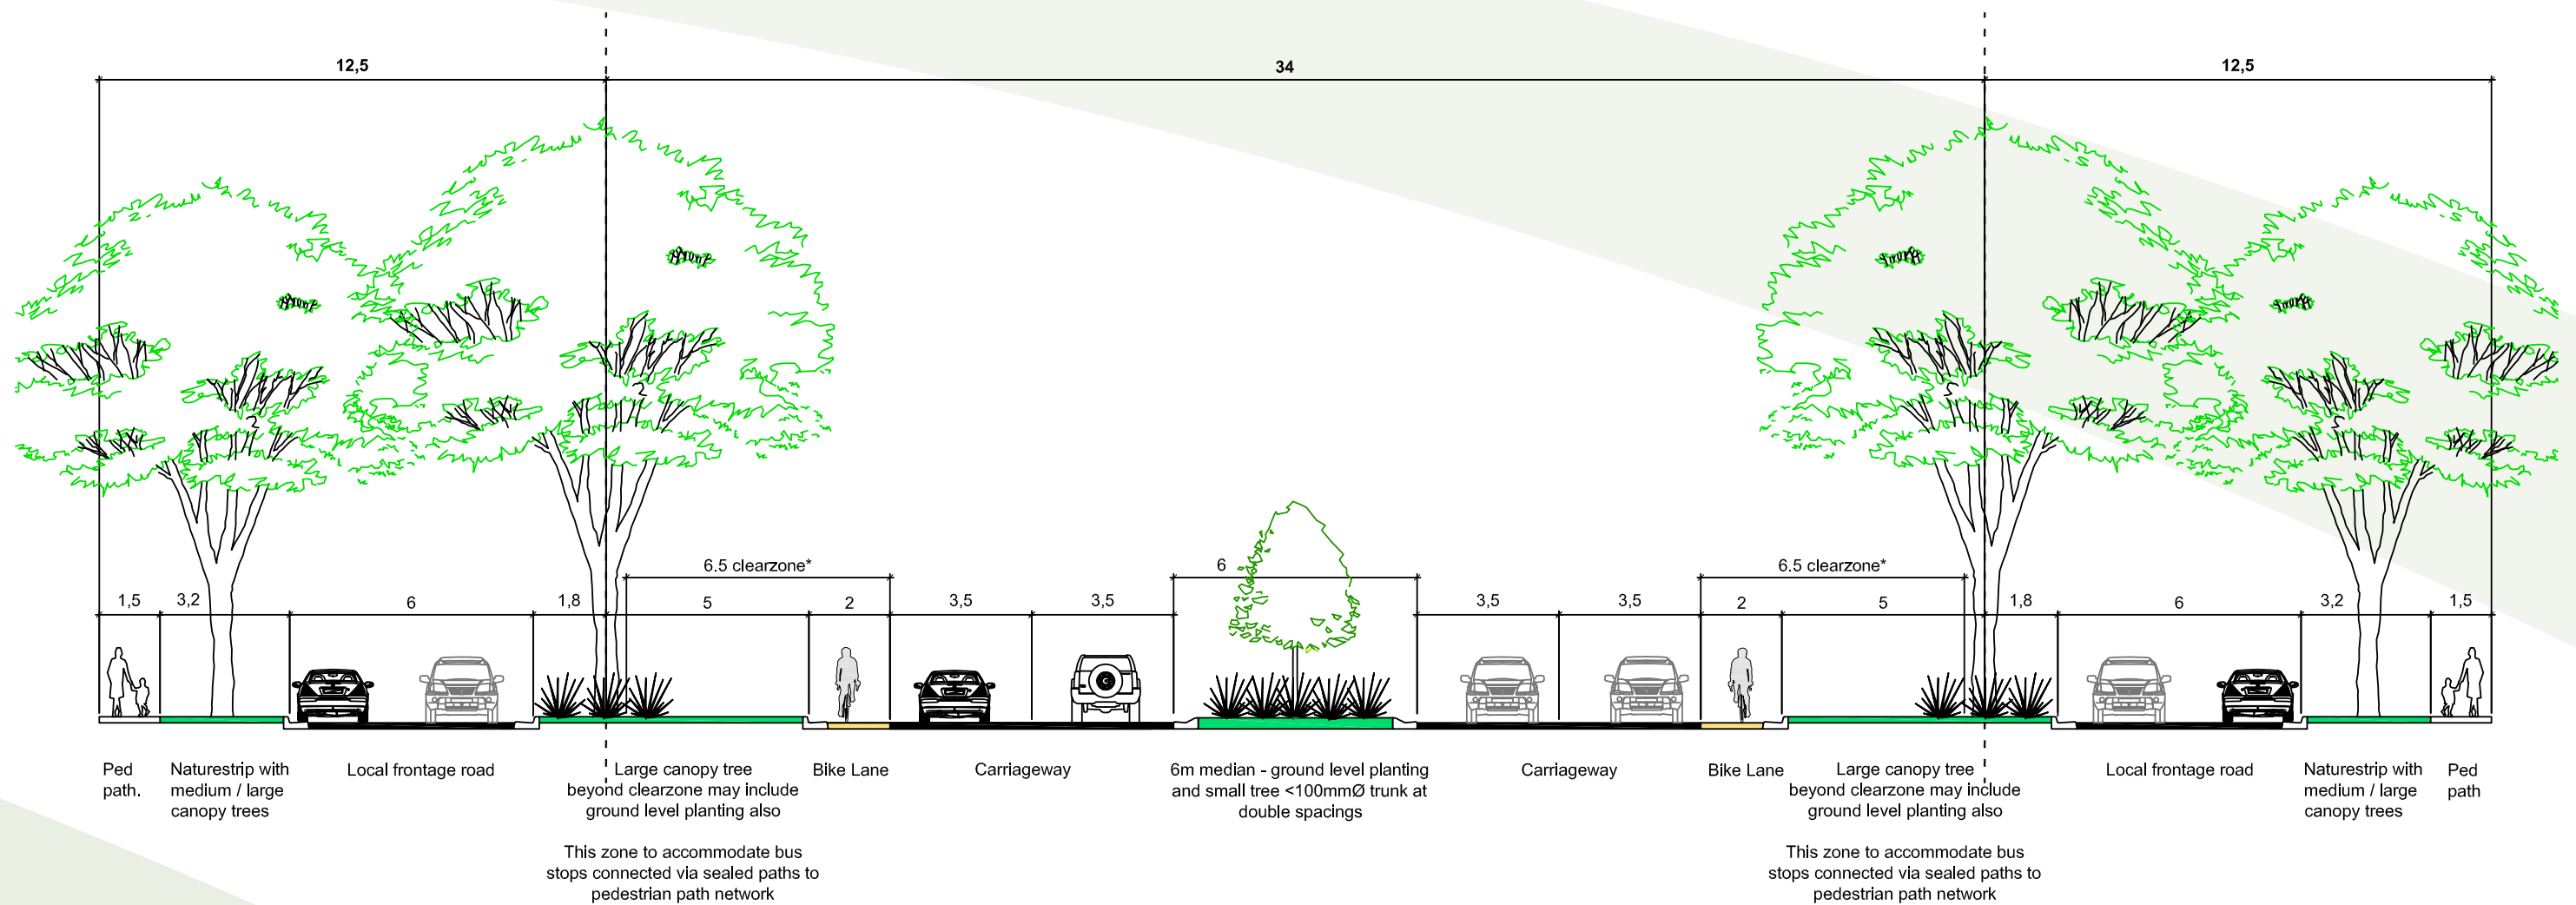 12,5
34
12,5
6.5 clearzone*
6
6.5 clearzone*
1,5
3,2
6
1,8
5
2
3,5
3,5
3,5
3,5
2
5
1,8
6
3,2
1,5
Ped
path.
Naturestrip with
medium / large
canopy trees
Local frontage road
Large canopy tree
beyond clearzone may include
ground level planting also
This zone to accommodate bus
stops connected via sealed paths to
pedestrian path network
Bike Lane
Carriageway
6m median - ground level planting
and small tree <100mmØ trunk at
double spacings
Carriageway
Bike Lane
Large canopy tree
beyond clearzone may include
ground level planting also
This zone to accommodate bus
stops connected via sealed paths to
pedestrian path network
Local frontage road
Naturestrip with
medium / large
canopy trees
Ped
path